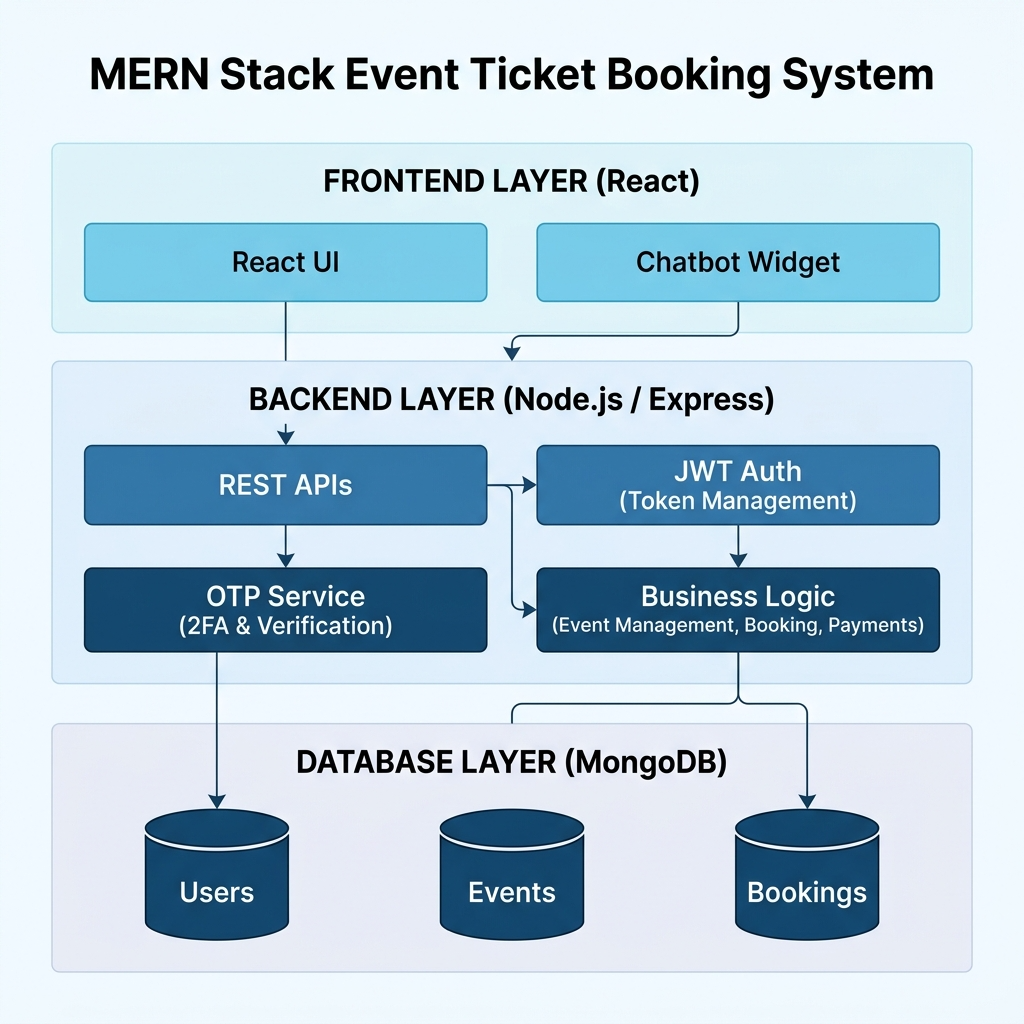 MERN Stack Event Ticket Booking System
FRONTEND LAYER (React)
React UI
Chatbot Widget
BACKEND LAYER (Node.js / Express)
REST APIs
JWT Auth
(Token Management)
OTP Service
(2FA & Verification)
Business Logic
(Event Management, Booking, Payments)
DATABASE LAYER (MongoDB)
Users
Events
Bookings